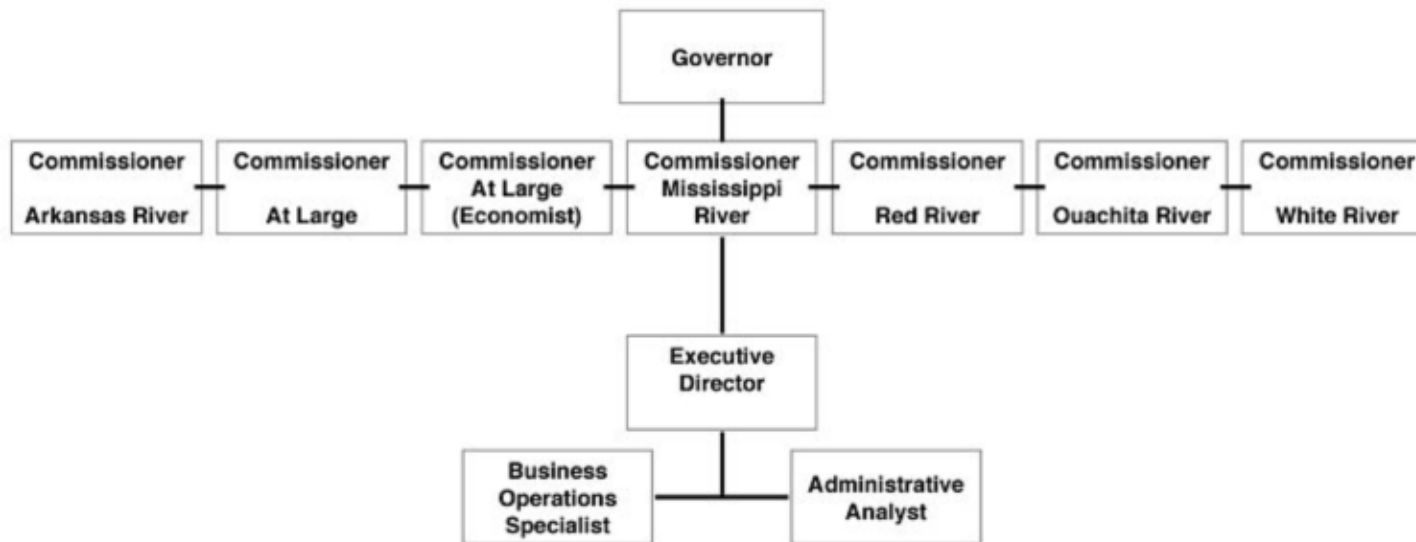 Governor
Commissioner
Arkansas River
Commissioner
At Large
Commissioner
At Large
(Economist)
Commissioner
Mississippi
River
Commissioner
Red River
Commissioner
Ouachita River
Commissioner
White River
Executive
Director
Business
Operations
Specialist
Administrative
Analyst